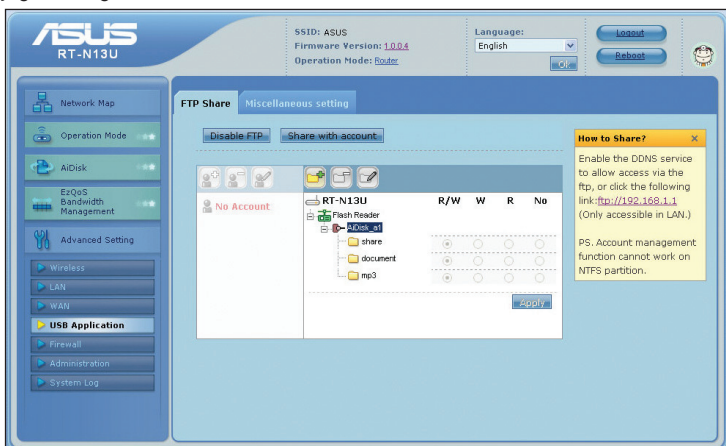 ASUS
RT-N13U
SSID: ASUS
Firmware Version: 1.0.0.4
Operation Mode: Router
Language:
English
OK
Logout
Reboot
Network Map
Operation Mode
AiDisk
EzQoS
Bandwidth
Management
Advanced Setting
Wireless
LAN
WAN
USB Application
Firewall
Administration
System Log
FTP Share
Miscellaneous setting
Disable FTP
Share with account
No Account
RT-N13U R/W W R No
Flash Reader
AiDisk_a1
share
document
mp3
Apply
How to Share? ×
Enable the DDNS service
to allow access via the
ftp, or click the following
link:ftp://192.168.1.1
(Only accessible in LAN.)
PS. Account management
function cannot work on
NTFS partition.